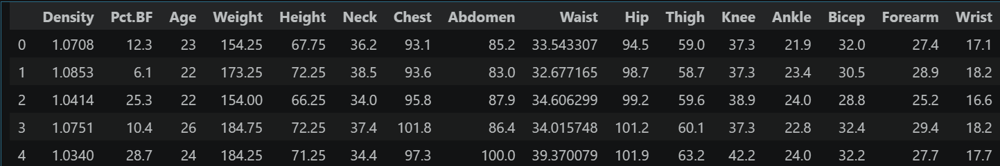 Density Pct.BF Age Weight Height Neck Chest Abdomen Waist Hip Thigh Knee Ankle Bicep Forearm Wrist
0 1.0708 12.3 23 154.25 67.75 36.2 93.1 85.2 33.543307 94.5 59.0 37.3 21.9 32.0 27.4 17.1
1 1.0853 6.1 22 173.25 72.25 38.5 93.6 83.0 32.677165 98.7 58.7 37.3 23.4 30.5 28.9 18.2
2 1.0414 25.3 22 154.00 66.25 34.0 95.8 87.9 34.606299 99.2 59.6 38.9 24.0 28.8 25.2 16.6
3 1.0751 10.4 26 184.75 72.25 37.4 101.8 86.4 34.015748 101.2 60.1 37.3 22.8 32.4 29.4 18.2
4 1.0340 28.7 24 184.25 71.25 34.4 97.3 100.0 39.370079 101.9 63.2 42.2 24.0 32.2 27.7 17.7